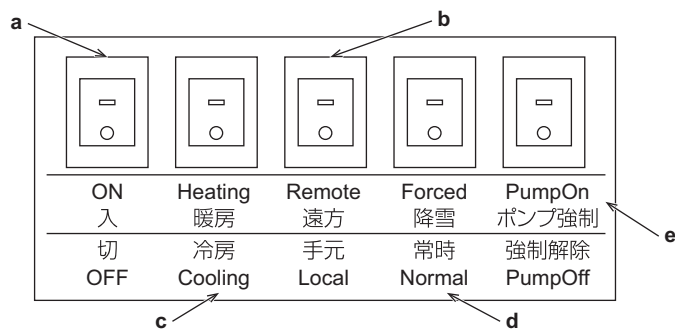 a
b
ON Heating Remote Forced PumpOn
入 暖房 遠方 降雪 ポンプ強制
e
切 冷房 手元 常時 強制解除
OFF Cooling Local Normal PumpOff
c
d